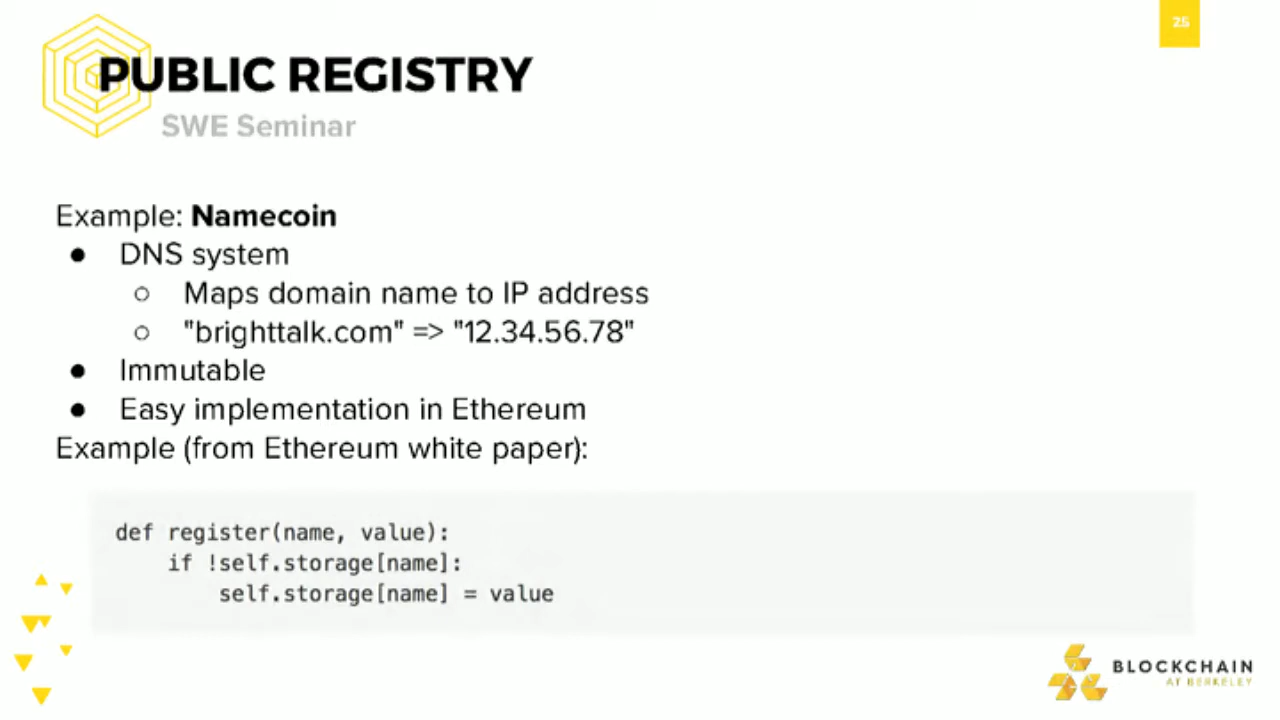 25
PUBLIC REGISTRY
SWE Seminar
Example: Namecoin
● DNS system
○ Maps domain name to IP address
○ "brighttalk.com" => "12.34.56.78"
● Immutable
● Easy implementation in Ethereum
Example (from Ethereum white paper):
def register(name, value):
    if !self.storage[name]:
        self.storage[name] = value
BLOCKCHAIN
AT BERKELEY